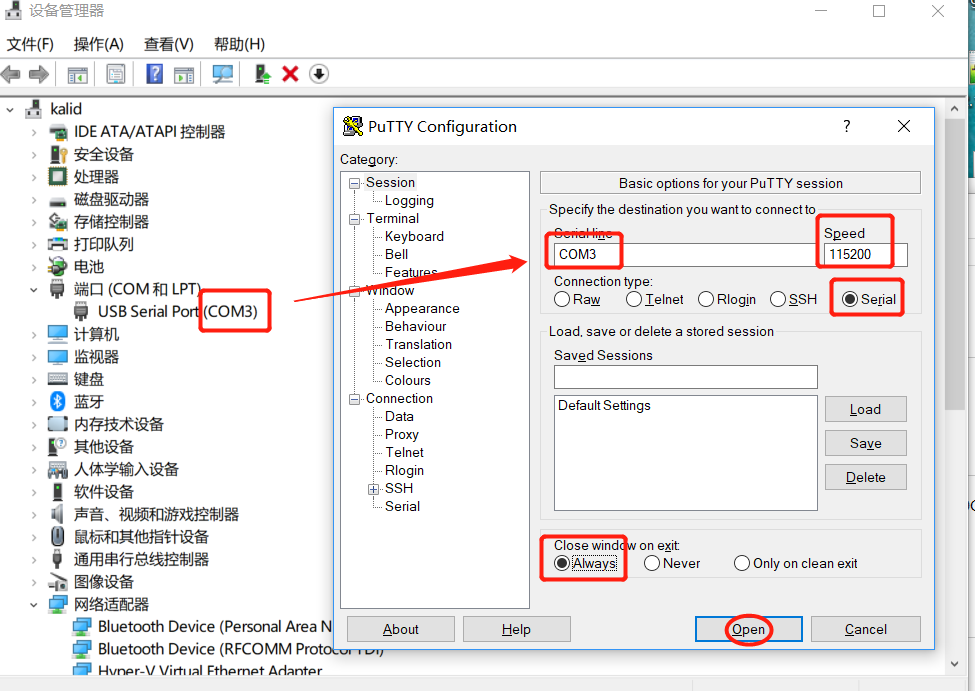 设备管理器
文件(F) 操作(A) 查看(V) 帮助(H)
kalid
IDE ATA/ATAPI 控制器
安全设备
处理器
磁盘驱动器
存储控制器
打印队列
电池
端口 (COM 和 LPT)
USB Serial Port (COM3)
计算机
监视器
键盘
蓝牙
内存技术设备
其他设备
人体学输入设备
软件设备
声音、视频和游戏控制器
鼠标和其他指针设备
通用串行总线控制器
图像设备
网络适配器
Bluetooth Device (Personal Area N
Bluetooth Device (RFCOMM Protocol TDI)
Hyper-V Virtual Ethernet Adapter
PuTTY Configuration
?
Category:
Session
Logging
Terminal
Keyboard
Bell
Features
Window
Appearance
Behaviour
Translation
Selection
Colours
Connection
Data
Proxy
Telnet
Rlogin
SSH
Serial
Basic options for your PuTTY session
Specify the destination you want to connect to
Serial line Speed
COM3 115200
Connection type:
Raw Telnet Rlogin SSH Serial
Load, save or delete a stored session
Saved Sessions
Default Settings
Load
Save
Delete
Close window on exit:
Always Never Only on clean exit
About Help Open Cancel